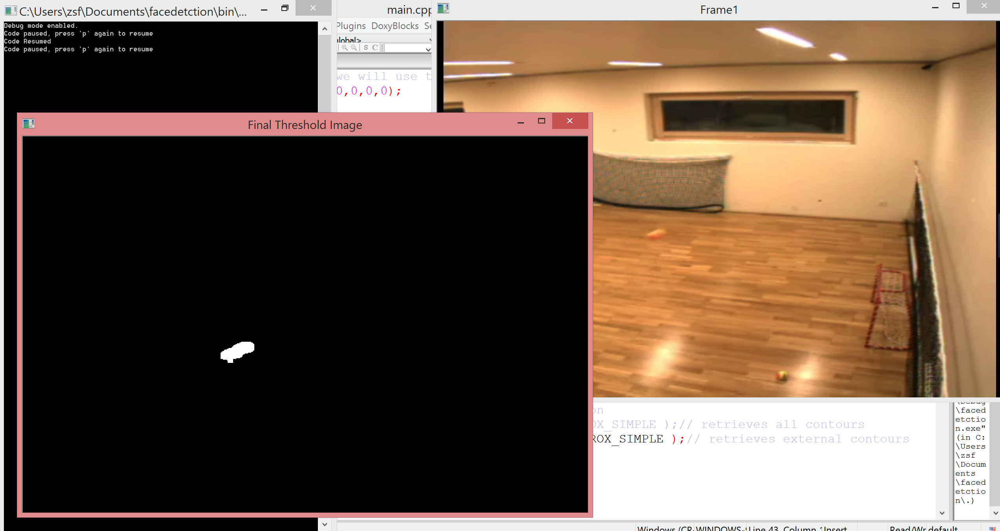 C:\Users\zsf\Documents\facedetction\bin\...
Debug mode enabled.
Code paused, press 'p' again to resume
Code Resumed
Code paused, press 'p' again to resume
main.cpp
Plugins DoxyBlocks Se
global>
S C
we will use t
0,0,0,0);
Frame1
Final Threshold Image
on
OX_SIMPLE );// retrieves all contours
ROX_SIMPLE );// retrieves external contours
\Debug
\faced
etctio
n.exe"
(in C:
\Users
\zsf
\Docum
ents
\faced
etctio
n\.)
Windows (CR- WINDOWS- Line 43, Column 1 Insert Read/Wr default